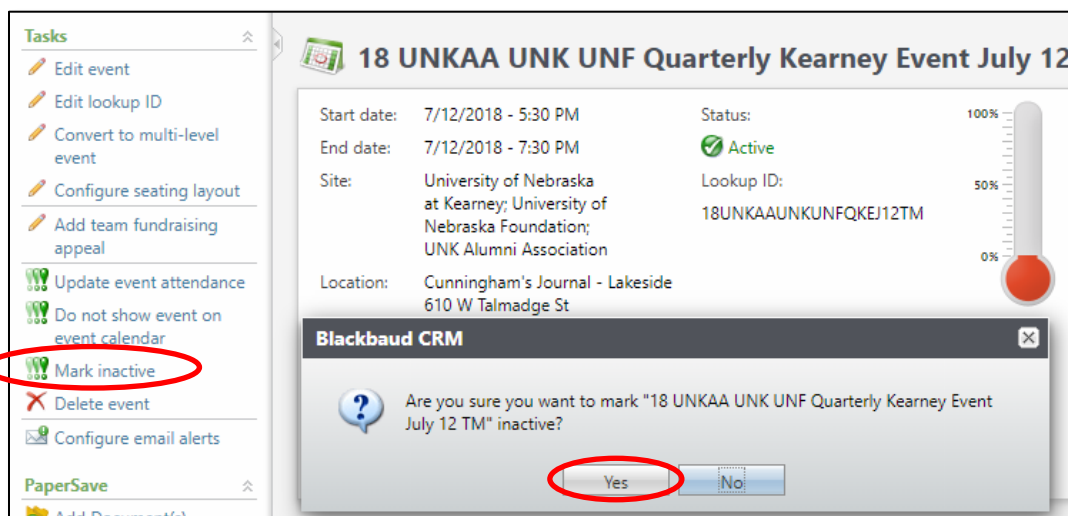 Tasks
Edit event
Edit lookup ID
Convert to multi-level
event
Configure seating layout
Add team fundraising
appeal
Update event attendance
Do not show event on
event calendar
Mark inactive
Delete event
Configure email alerts
PaperSave
Add Document(s)
18 UNKAA UNK UNF Quarterly Kearney Event July 12
Start date: 7/12/2018 - 5:30 PM
End date: 7/12/2018 - 7:30 PM
Site: University of Nebraska
at Kearney; University of
Nebraska Foundation;
UNK Alumni Association
Location: Cunningham's Journal - Lakeside
610 W Talmadge St
Status:
Active
Lookup ID:
18UNKAAUNKUNFQKEJ12TM
100%
50%
0%
Blackbaud CRM
Are you sure you want to mark "18 UNKAA UNK UNF Quarterly Kearney Event
July 12 TM" inactive?
Yes No